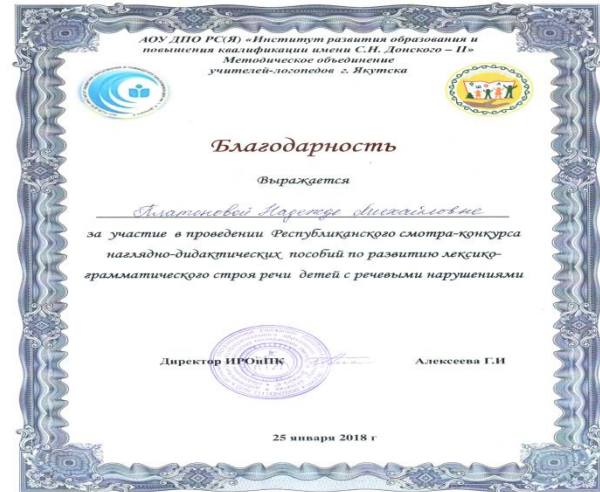 АОУ ДПО РС(Я) «Институт развития образования и
повышения квалификации имени С.Н. Донского – II»
Методическое объединение
учителей-логопедов г. Якутска
Благодарность
Выражается
Платоновой Надежде Михайловне
за участие в проведении Республиканского смотра-конкурса
наглядно-дидактических пособий по развитию лексико-
грамматического строя речи детей с речевыми нарушениями
Директор ИРОиПК Алексеева Г.И
25 января 2018 г